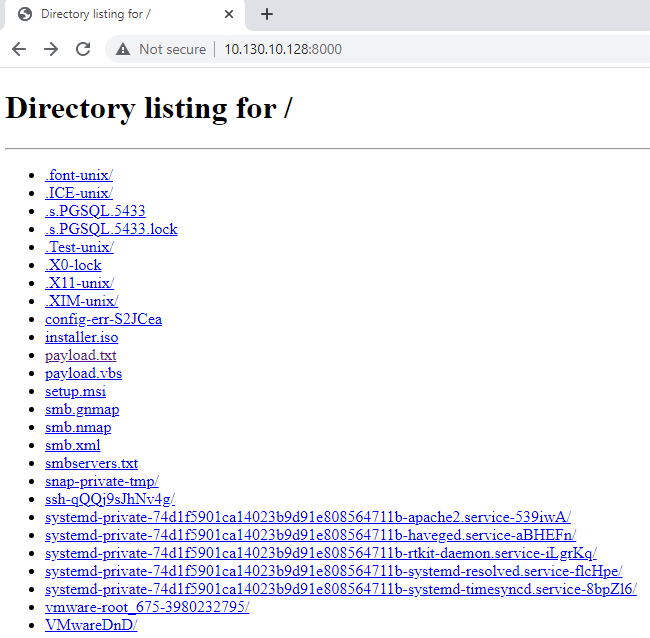 Directory listing for /
Not secure
10.130.10.128:8000
Directory listing for /
.font-unix/
.ICE-unix/
.s.PGSQL.5433
.s.PGSQL.5433.lock
.Test-unix/
.X0-lock
.X11-unix/
.XIM-unix/
config-err-S2JCea
installer.iso
payload.txt
payload.vbs
setup.msi
smb.gnmap
smb.nmap
smb.xml
smbservers.txt
snap-private-tmp/
ssh-qQQj9sJhNv4g/
systemd-private-74d1f5901ca14023b9d91e808564711b-apache2.service-539iwA/
systemd-private-74d1f5901ca14023b9d91e808564711b-haveged.service-aBHEFn/
systemd-private-74d1f5901ca14023b9d91e808564711b-rtkit-daemon.service-iLgrKq/
systemd-private-74d1f5901ca14023b9d91e808564711b-systemd-resolved.service-flcHpe/
systemd-private-74d1f5901ca14023b9d91e808564711b-systemd-timesyncd.service-8bpZl6/
vmware-root_675-3980232795/
VMwareDnD/